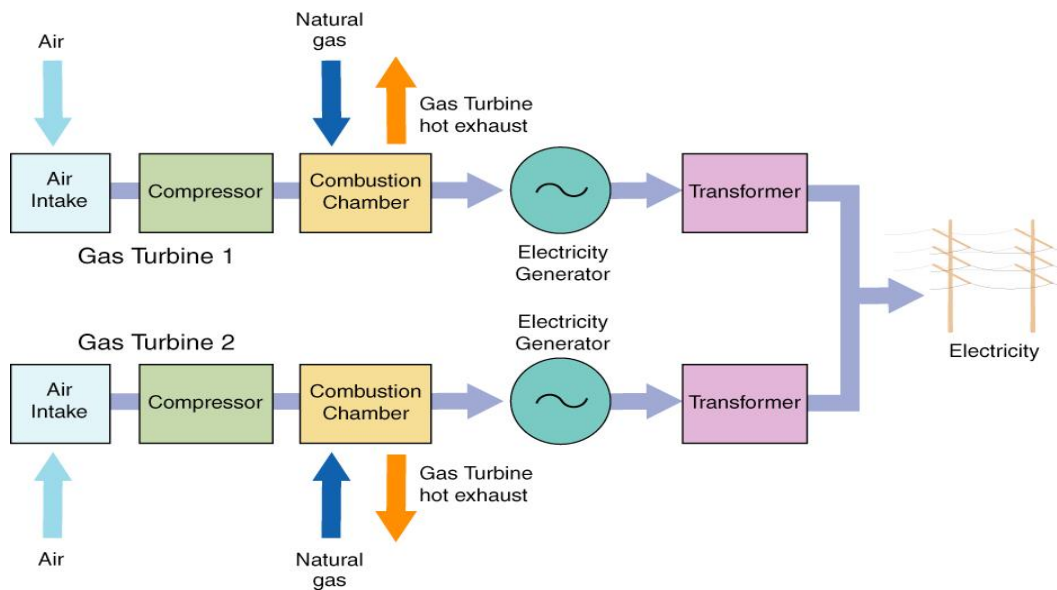 Air
Natural
gas
Gas Turbine
hot exhaust
Air
Intake
Compressor
Combustion
Chamber
Transformer
Gas Turbine 1
Electricity
Generator
Electricity
Gas Turbine 2
Electricity
Generator
Air
Intake
Compressor
Combustion
Chamber
Transformer
Gas Turbine
hot exhaust
Air
Natural
gas